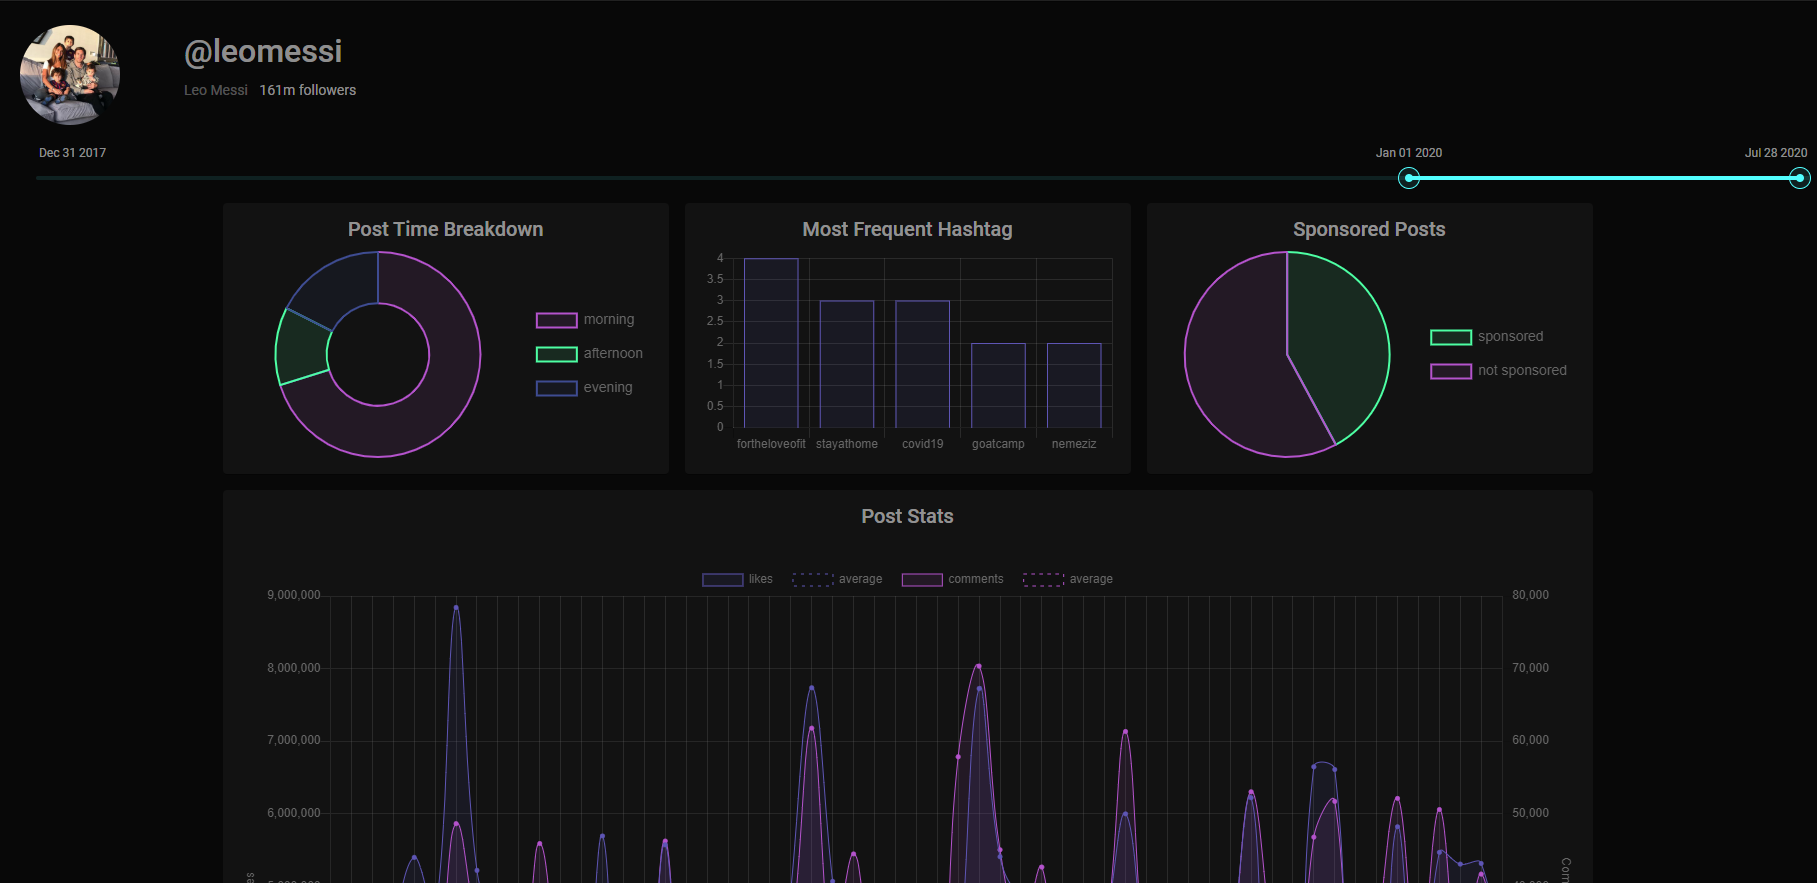 @leomessi
Leo Messi 161m followers
Dec 31 2017
Jan 01 2020
Jul 28 2020
Post Time Breakdown
morning
afternoon
evening
Most Frequent Hashtag
4
3.5
3
2.5
2
1.5
1
0.5
0
fortheloveofit stayathome covid19 goatcamp nemeziz
Sponsored Posts
sponsored
not sponsored
Post Stats
likes average comments average
9,000,000 80,000
8,000,000 70,000
7,000,000 60,000
6,000,000 50,000